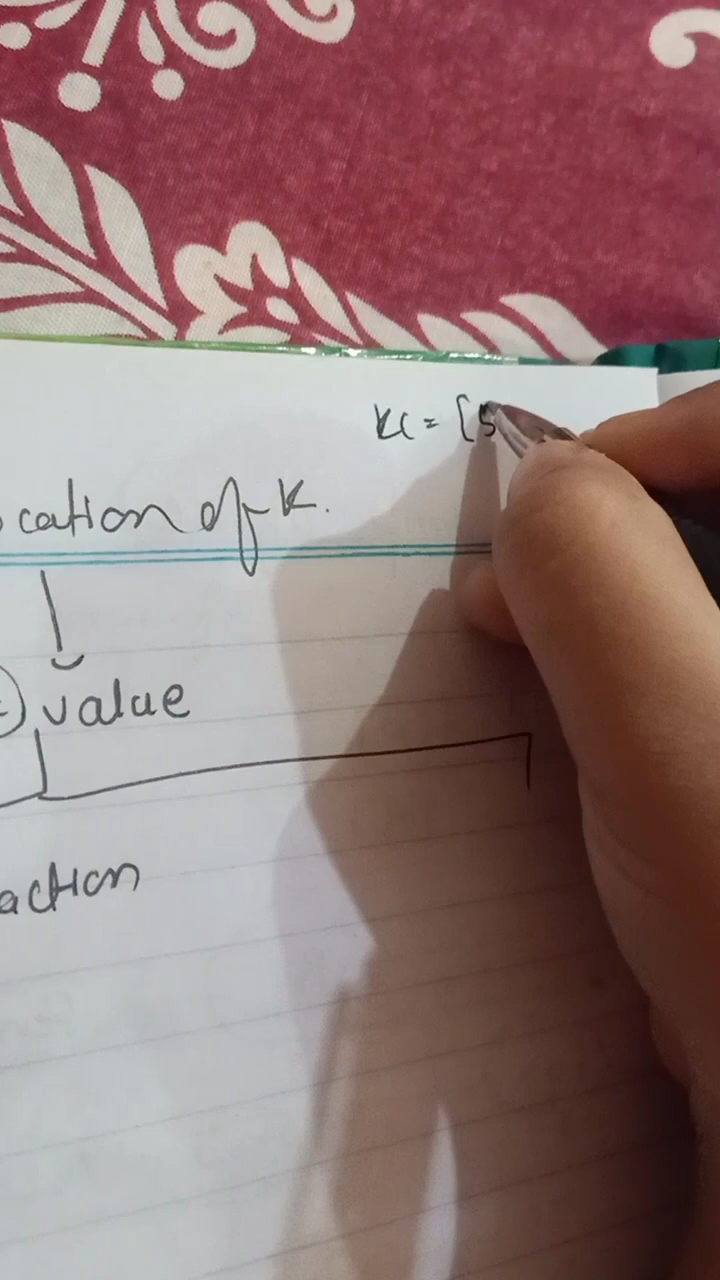 Kc = [5
cation of K.
value
action